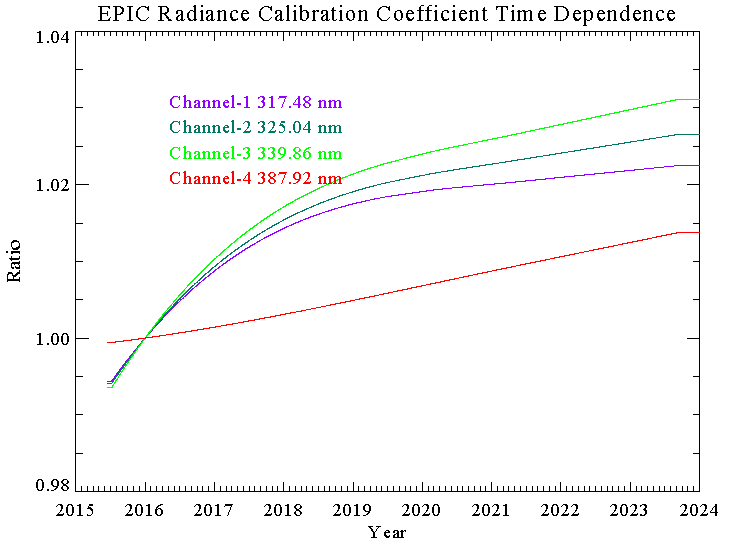 EPIC Radiance Calibration Coefficient Time Dependence
1.04
Channel-1 317.48 nm
Channel-2 325.04 nm
Channel-3 339.86 nm
Channel-4 387.92 nm
1.02
Ratio
1.00
0.98
2015 2016 2017 2018 2019 2020 2021 2022 2023 2024
Year